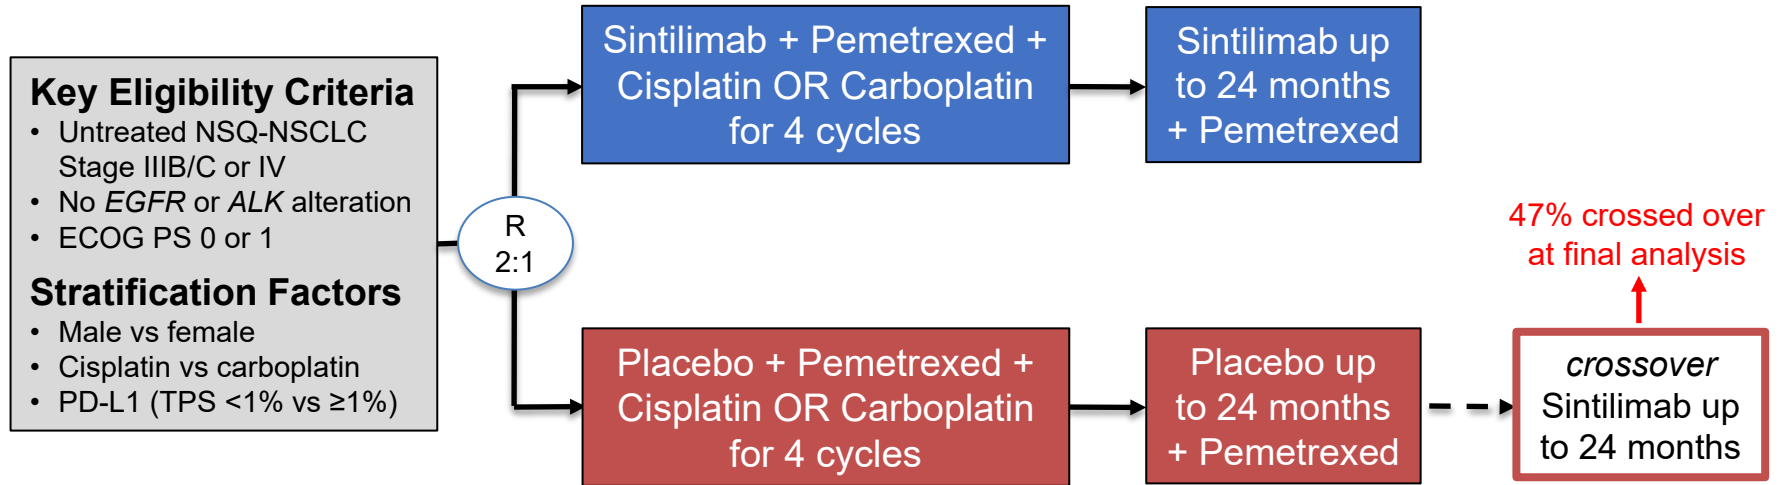 Key Eligibility Criteria
• Untreated NSQ-NSCLC
Stage IIIB/C or IV
• No EGFR or ALK alteration
• ECOG PS 0 or 1
Stratification Factors
• Male vs female
• Cisplatin vs carboplatin
• PD-L1 (TPS <1% vs ≥1%)
R
2:1
Sintilimab + Pemetrexed +
Cisplatin OR Carboplatin
for 4 cycles
Sintilimab up
to 24 months
+ Pemetrexed
Placebo + Pemetrexed +
Cisplatin OR Carboplatin
for 4 cycles
Placebo up
to 24 months
+ Pemetrexed
47% crossed over
at final analysis
crossover
Sintilimab up
to 24 months